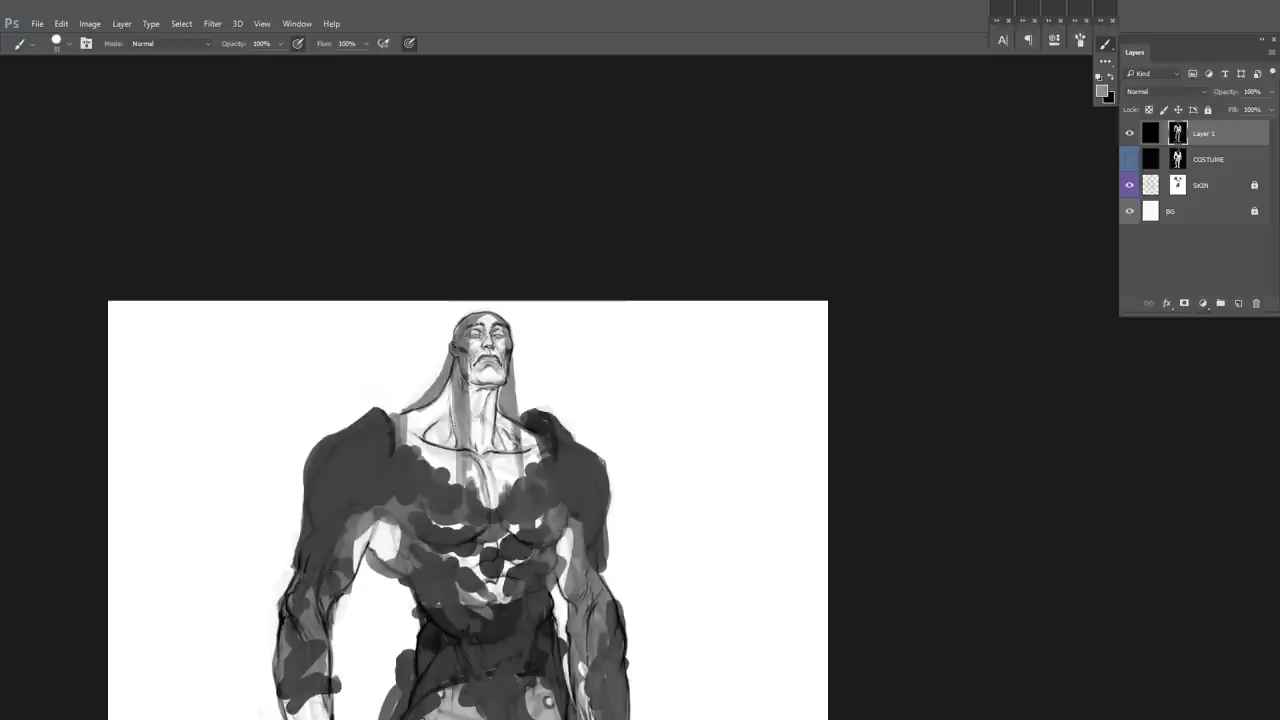 Ps File Edit Image Layer Type Select Filter 3D View Window Help
Mode: Normal Opacity: 100% Flow: 100%
A| ¶
Layers
Kind T
Normal Opacity: 100%
Lock: Fill: 100%
Layer 1
COSTUME
SKIN
BG
fx